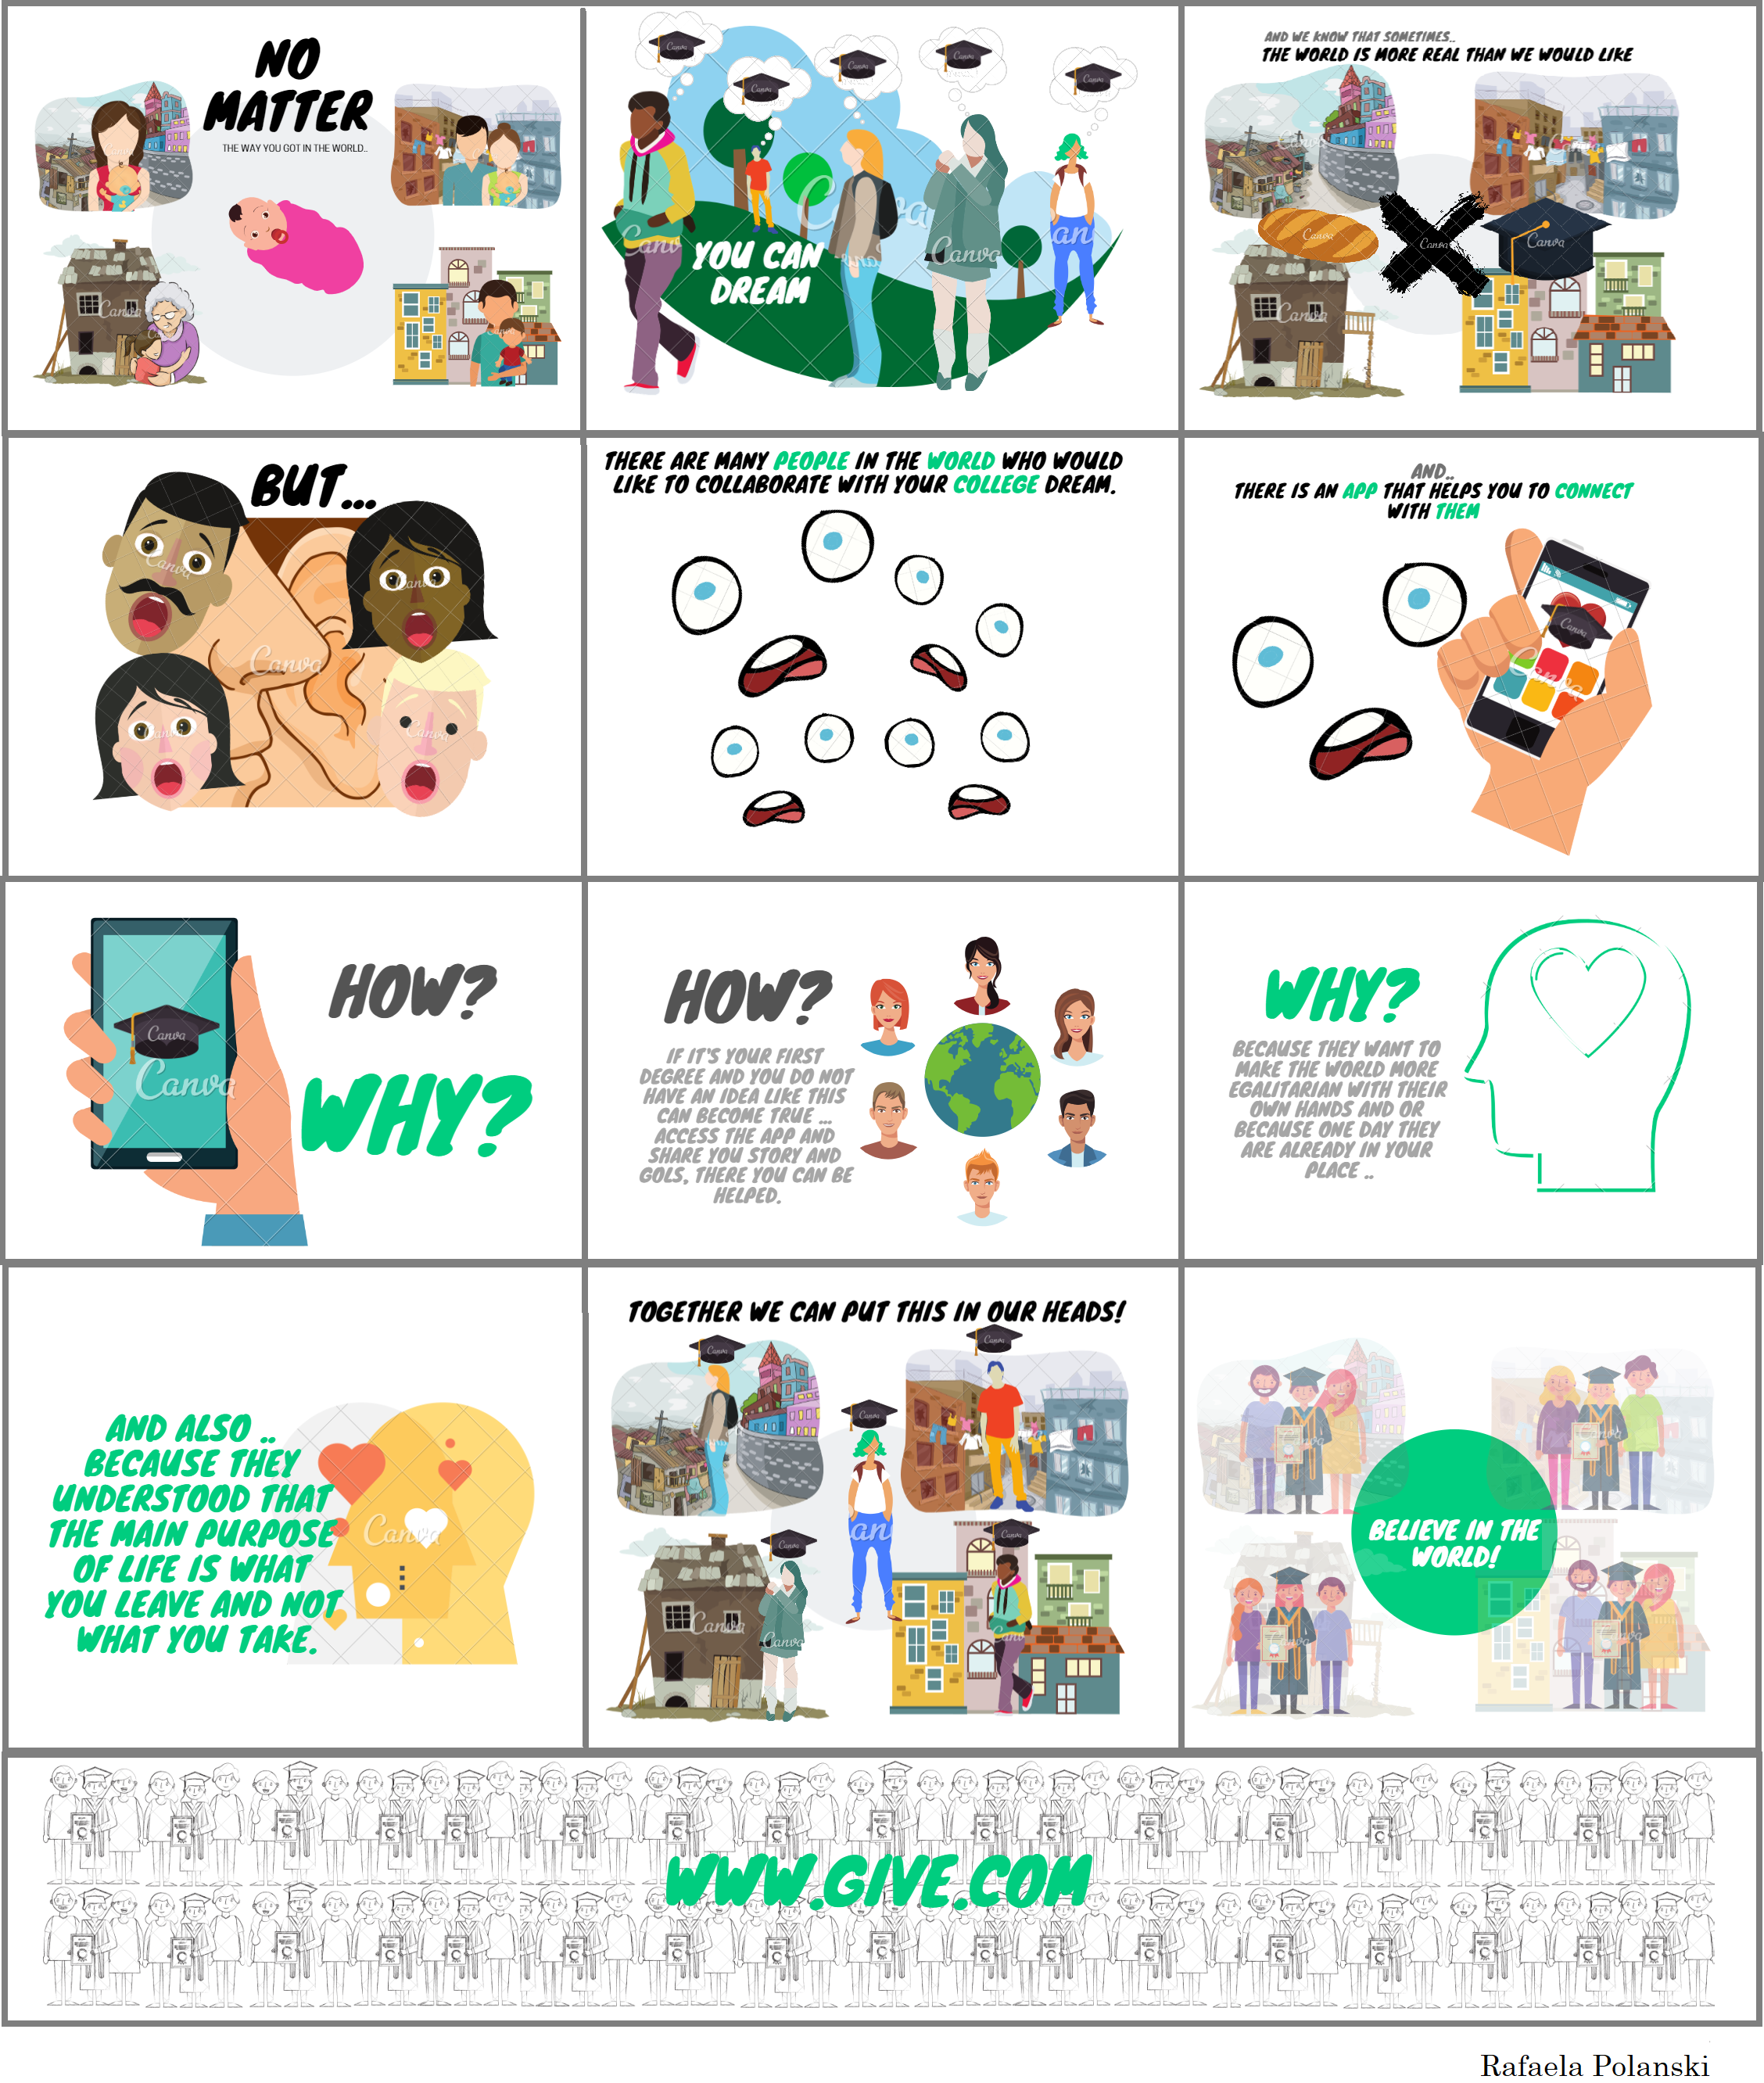 NO
MATTER
THE WAY YOU GOT IN THE WORLD..
YOU CAN
DREAM
AND WE KNOW THAT SOMETIMES..
THE WORLD IS MORE REAL THAN WE WOULD LIKE
BUT...
THERE ARE MANY PEOPLE IN THE WORLD WHO WOULD
LIKE TO COLLABORATE WITH YOUR COLLEGE DREAM.
AND..
THERE IS AN APP THAT HELPS YOU TO CONNECT
WITH THEM
HOW?
WHY?
HOW?
IF IT'S YOUR FIRST
DEGREE AND YOU DO NOT
HAVE AN IDEA LIKE THIS
CAN BECOME TRUE ...
ACCESS THE APP AND
SHARE YOU STORY AND
GOLS, THERE YOU CAN BE
HELPED.
WHY?
BECAUSE THEY WANT TO
MAKE THE WORLD MORE
EGALITARIAN WITH THEIR
OWN HANDS AND OR
BECAUSE ONE DAY THEY
ARE ALREADY IN YOUR
PLACE ..
AND ALSO ..
BECAUSE THEY
UNDERSTOOD THAT
THE MAIN PURPOSE
OF LIFE IS WHAT
YOU LEAVE AND NOT
WHAT YOU TAKE.
TOGETHER WE CAN PUT THIS IN OUR HEADS!
BELIEVE IN THE
WORLD!
WWW.GIVE.COM
Rafaela Polanski